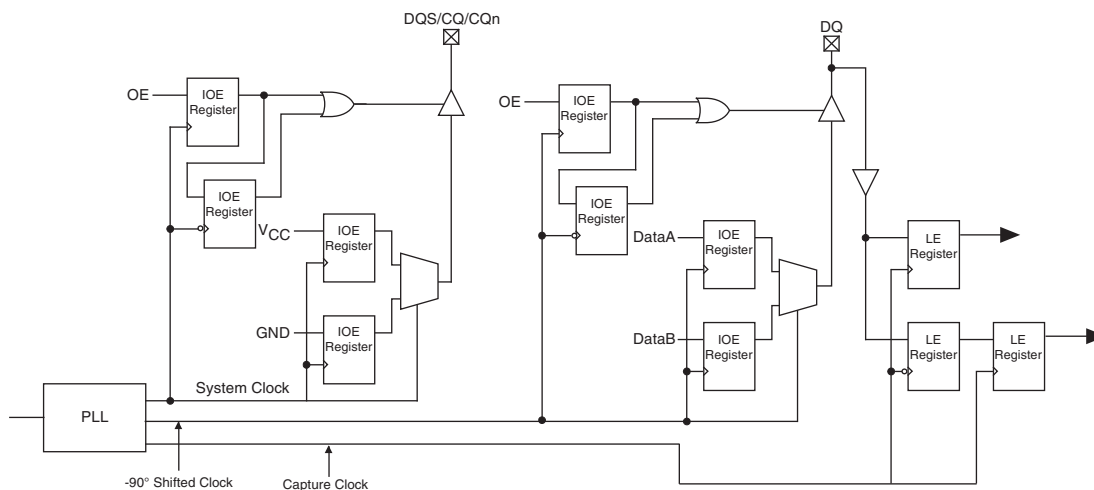 DQS/CQ/CQn
DQ
OE
IOE
Register
OE
IOE
Register
IOE
Register
IOE
Register
VCC
IOE
Register
DataA
IOE
Register
LE
Register
GND
IOE
Register
DataB
IOE
Register
LE
Register
LE
Register
System Clock
PLL
-90° Shifted Clock
Capture Clock